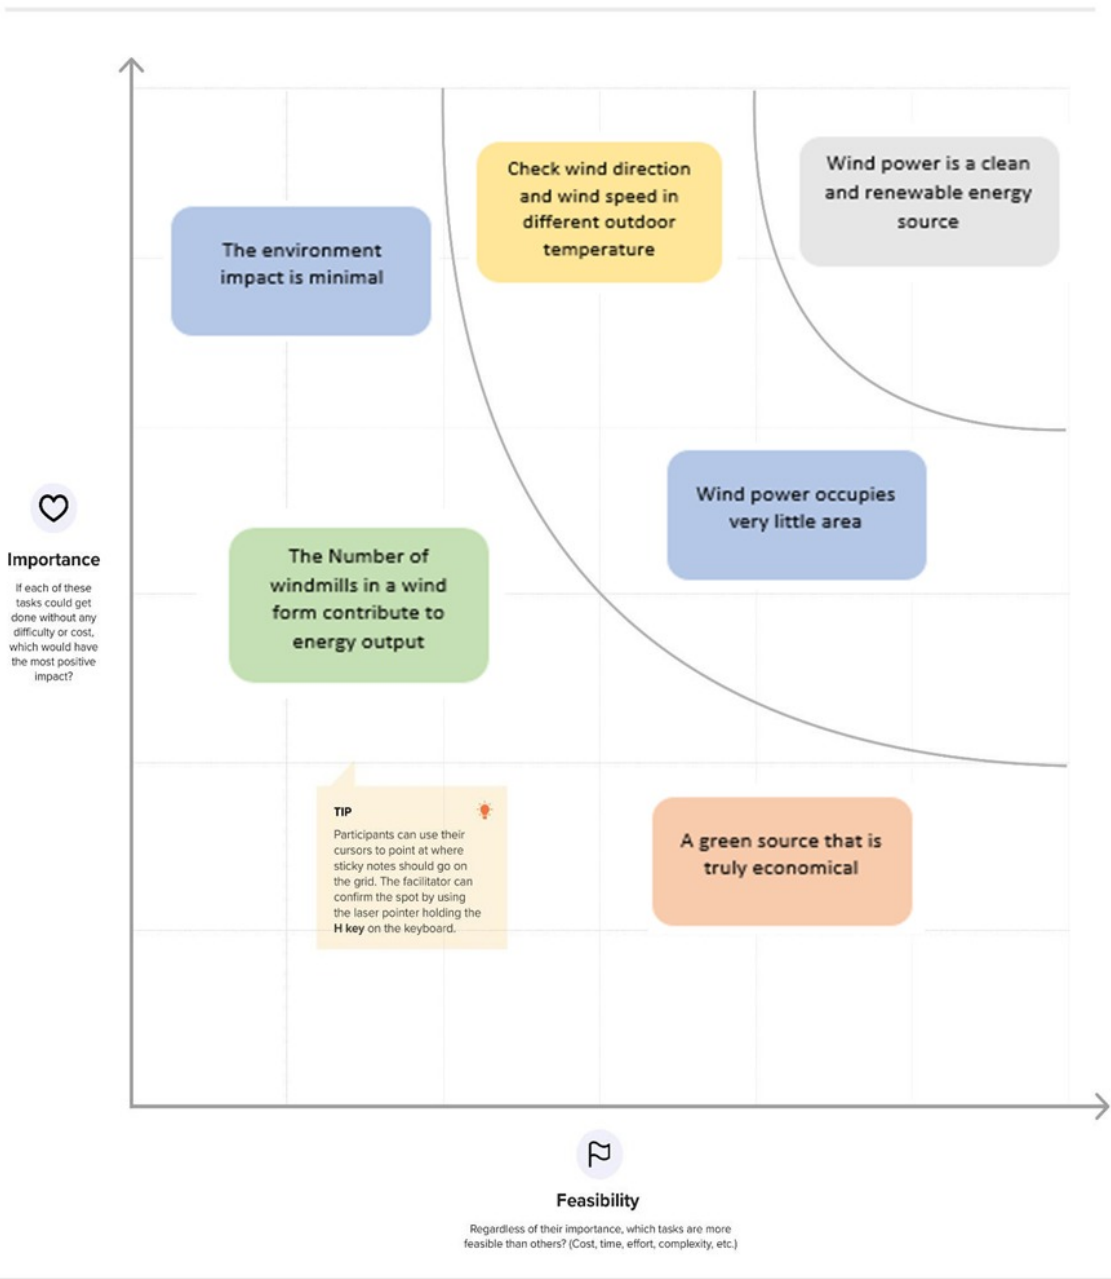 Check wind direction
and wind speed in
different outdoor
temperature
Wind power is a clean
and renewable energy
source
The environment
impact is minimal
Wind power occupies
very little area
Importance
If each of these
tasks could get
done without any
difficulty or cost,
which would have
the most positive
impact?
The Number of
windmills in a wind
form contribute to
energy output
TIP
Participants can use their
cursors to point at where
sticky notes should go on
the grid. The facilitator can
confirm the spot by using
the laser pointer holding the
H key on the keyboard.
A green source that is
truly economical
Feasibility
Regardless of their importance, which tasks are more
feasible than others? (Cost, time, effort, complexity, etc.)